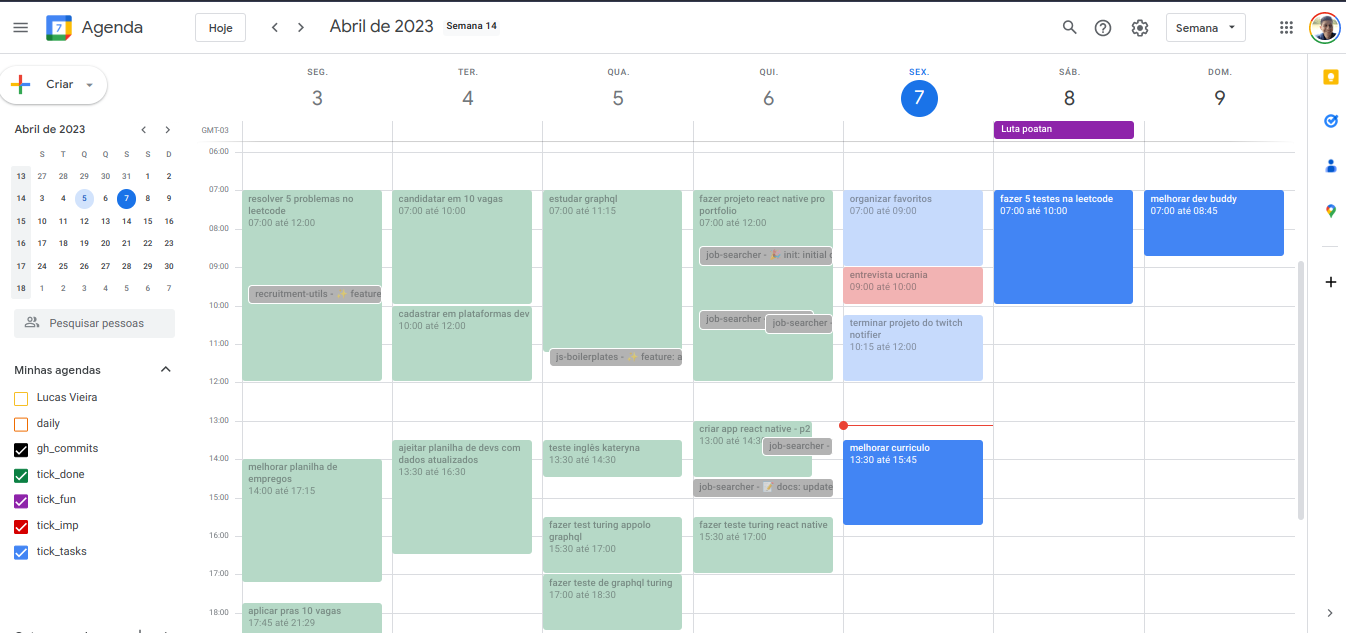 7
Agenda
Hoje
Abril de 2023
Semana 14
Semana
Criar
Abril de 2023
S T Q Q S S D
13 27 28 29 30 31 1 2
14 3 4 5 6 7 8 9
15 10 11 12 13 14 15 16
16 17 18 19 20 21 22 23
17 24 25 26 27 28 29 30
18 1 2 3 4 5 6 7
Pesquisar pessoas
Minhas agendas
Lucas Vieira
daily
gh_commits
tick_done
tick_fun
tick_imp
tick_tasks
SEG.
3
TER.
4
QUA.
5
QUI.
6
SEX.
7
SÁB.
8
DOM.
9
GMT-03
Luta poatan
06:00
07:00
08:00
09:00
10:00
11:00
12:00
13:00
14:00
15:00
16:00
17:00
18:00
resolver 5 problemas no
leetcode
07:00 até 12:00
recruitment-utils - ✨ feature
melhorar planilha de
empregos
14:00 até 17:15
aplicar pras 10 vagas
17:45 até 21:29
candidatar em 10 vagas
07:00 até 10:00
cadastrar em plataformas dev
10:00 até 12:00
ajeitar planilha de devs com
dados atualizados
13:30 até 16:30
estudar graphql
07:00 até 11:15
js-boilerplates - ✨ feature: a
teste inglês kateryna
13:30 até 14:30
fazer test turing appolo
graphql
15:30 até 17:00
fazer teste de graphql turing
17:00 até 18:30
fazer projeto react native pro
portfolio
07:00 até 12:00
job-searcher - 🎉 init: initial c
job-searcher
job-searcher -
criar app react native - p2
13:00 até 14:3
job-searcher -
job-searcher - 📝 docs: update
fazer teste turing react native
15:30 até 17:00
organizar favoritos
07:00 até 09:00
entrevista ucrania
09:00 até 10:00
terminar projeto do twitch
notifier
10:15 até 12:00
melhorar curriculo
13:30 até 15:45
fazer 5 testes na leetcode
07:00 até 10:00
melhorar dev buddy
07:00 até 08:45